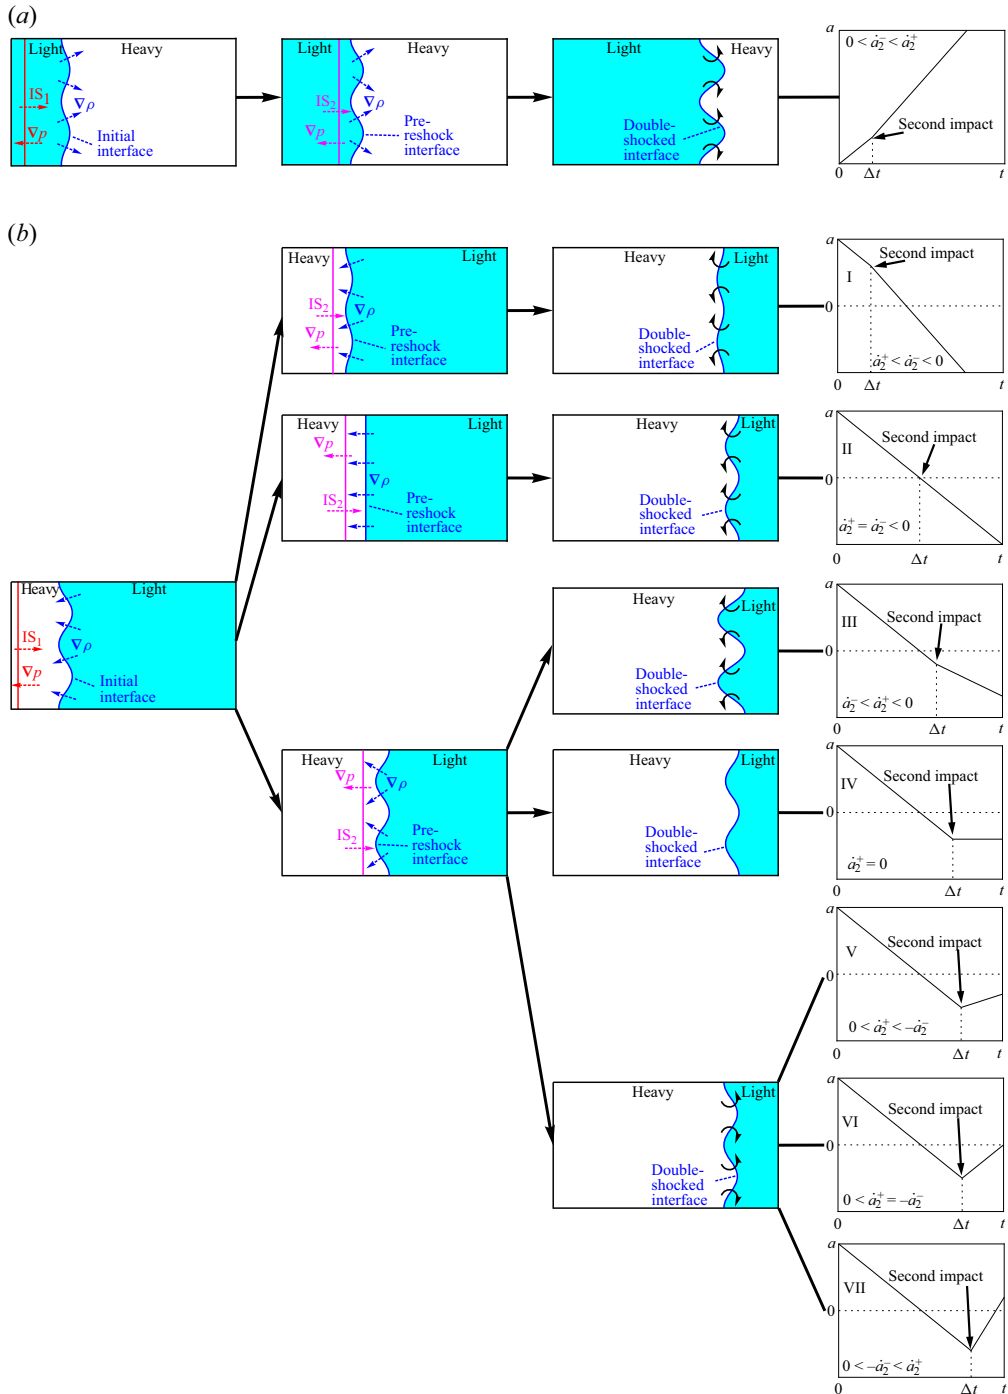 (a)
Light
Heavy
IS1
∇ρ
∇p
Initial
interface
Light
Heavy
IS2
∇ρ
∇p
Pre-
reshock
interface
Heavy
Double-
shocked
interface
a
0 < ȧ2⁻ < ȧ2⁺
Second impact
0
Δt
t
(b)
Heavy
Light
IS1
∇p
∇ρ
Initial
interface
Heavy
Light
IS2
∇ρ
∇p
Pre-
reshock
interface
Heavy
Light
Double-
shocked
interface
a
Second impact
I
0
ȧ2⁺ < ȧ2⁻ < 0
0
Δt
t
Heavy
Light
∇p
∇ρ
IS2
Pre-
reshock
interface
Heavy
Light
Double-
shocked
interface
a
Second impact
II
0
ȧ2⁺ = ȧ2⁻ < 0
0
Δt
t
Heavy
Light
Double-
shocked
interface
a
III
Second impact
0
ȧ2⁻ < ȧ2⁺ < 0
0
Δt
t
Heavy
Light
∇p
∇ρ
IS2
Pre-
reshock
interface
Heavy
Double-
shocked
interface
a
IV
Second impact
0
ȧ2⁺ = 0
0
Δt
t
a
V
Second impact
0
0 < ȧ2⁺ < –ȧ2⁻
0
Δt
t
Heavy
Light
Double-
shocked
interface
a
VI
Second impact
0
0 < ȧ2⁺ = –ȧ2⁻
0
Δt
t
a
VII
Second impact
0
0 < –ȧ2⁻ < ȧ2⁺
0
Δt
t